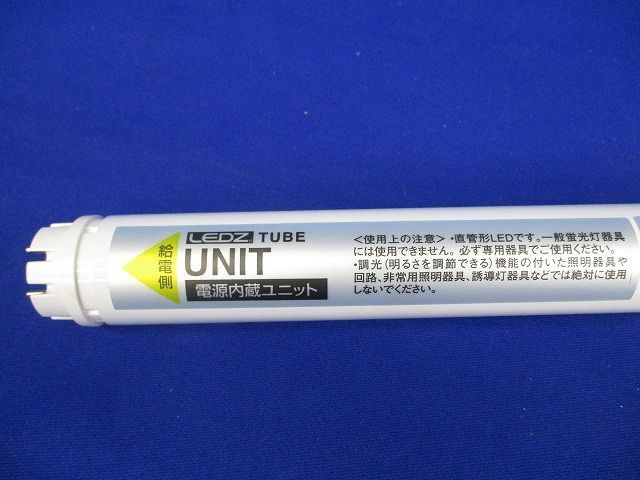 給電側
LEDZ TUBE
UNIT
電源内蔵ユニット
＜使用上の注意＞・直管形LEDです。一般蛍光灯器具
には使用できません。必ず専用器具でご使用ください。
・調光(明るさを調節できる)機能の付いた照明器具や
回路、非常用照明器具、誘導灯器具などでは絶対に使用
しないでください。